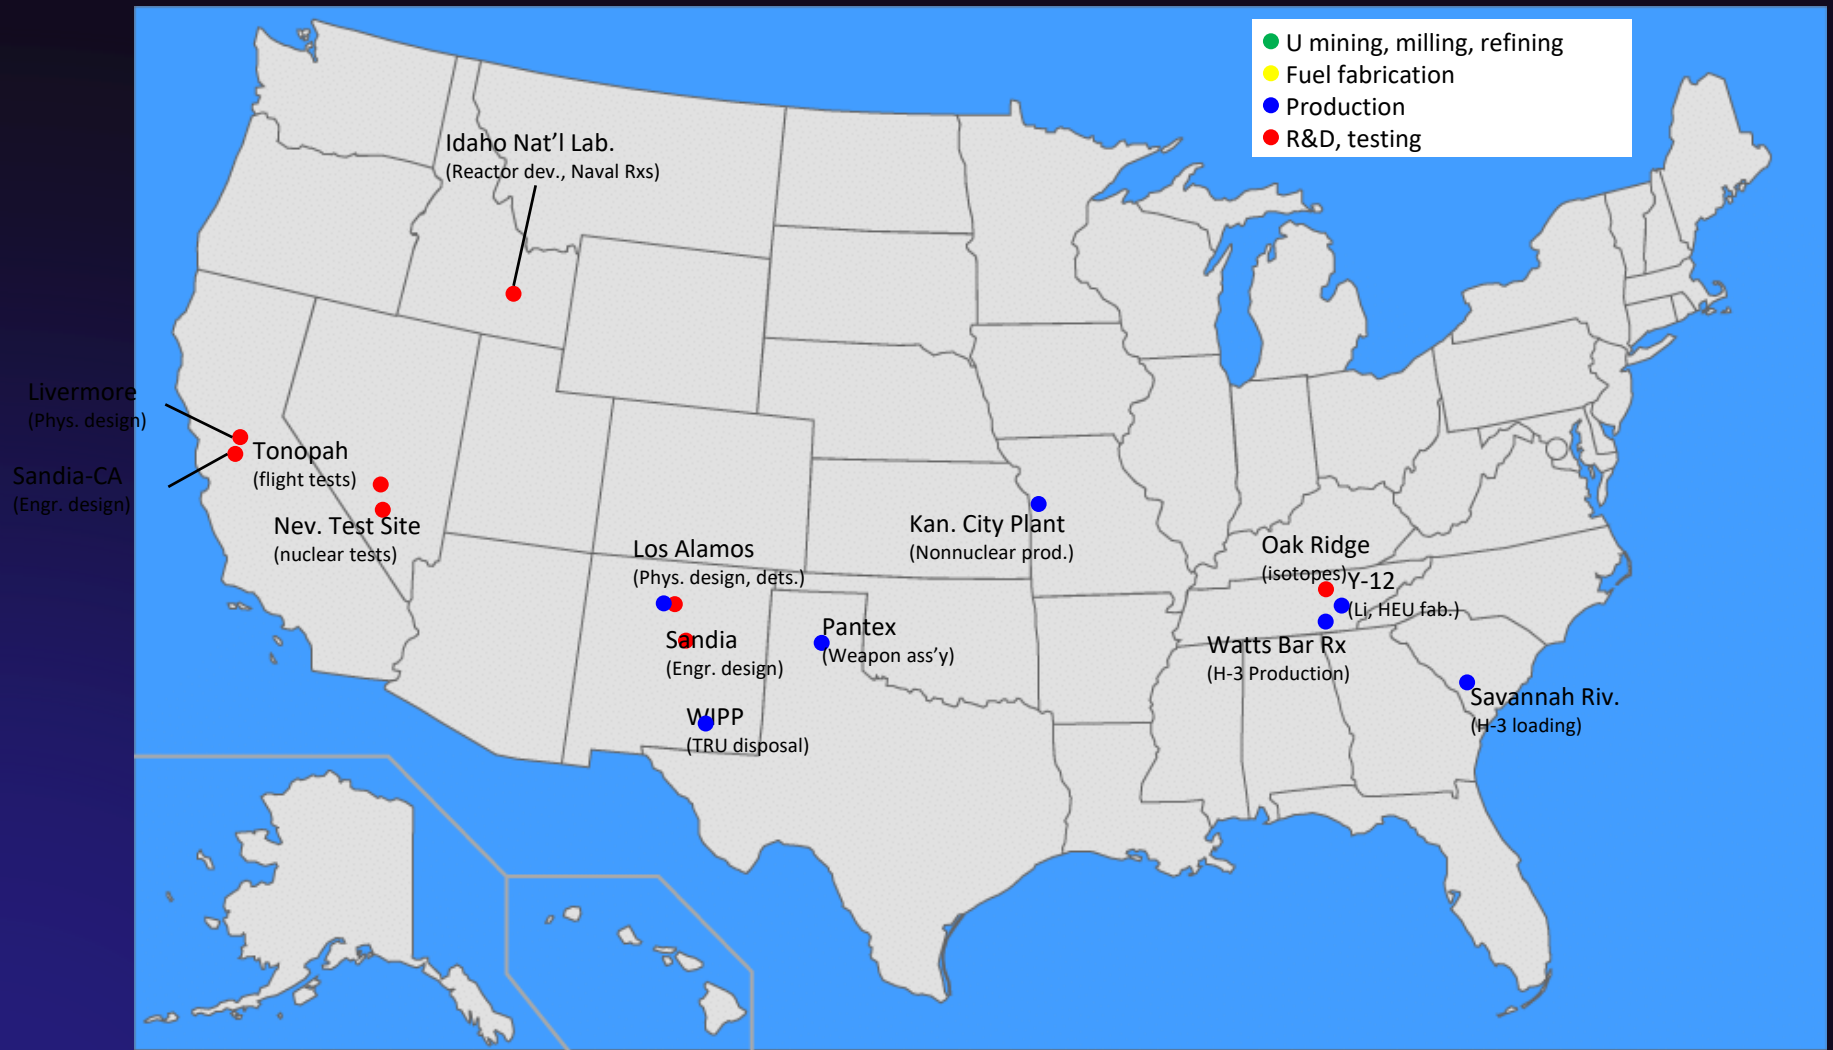 U mining, milling, refining
Fuel fabrication
Production
R&D, testing
Idaho Nat’l Lab.
(Reactor dev., Naval Rxs)
Livermore
(Phys. design)
Sandia-CA
(Engr. design)
Tonopah
(flight tests)
Nev. Test Site
(nuclear tests)
Los Alamos
(Phys. design, dets.)
Sandia
(Engr. design)
WIPP
(TRU disposal)
Pantex
(Weapon ass’y)
Kan. City Plant
(Nonnuclear prod.)
Oak Ridge
(isotopes)
Y-12
(Li, HEU fab.)
Watts Bar Rx
(H-3 Production)
Savannah Riv.
(H-3 loading)